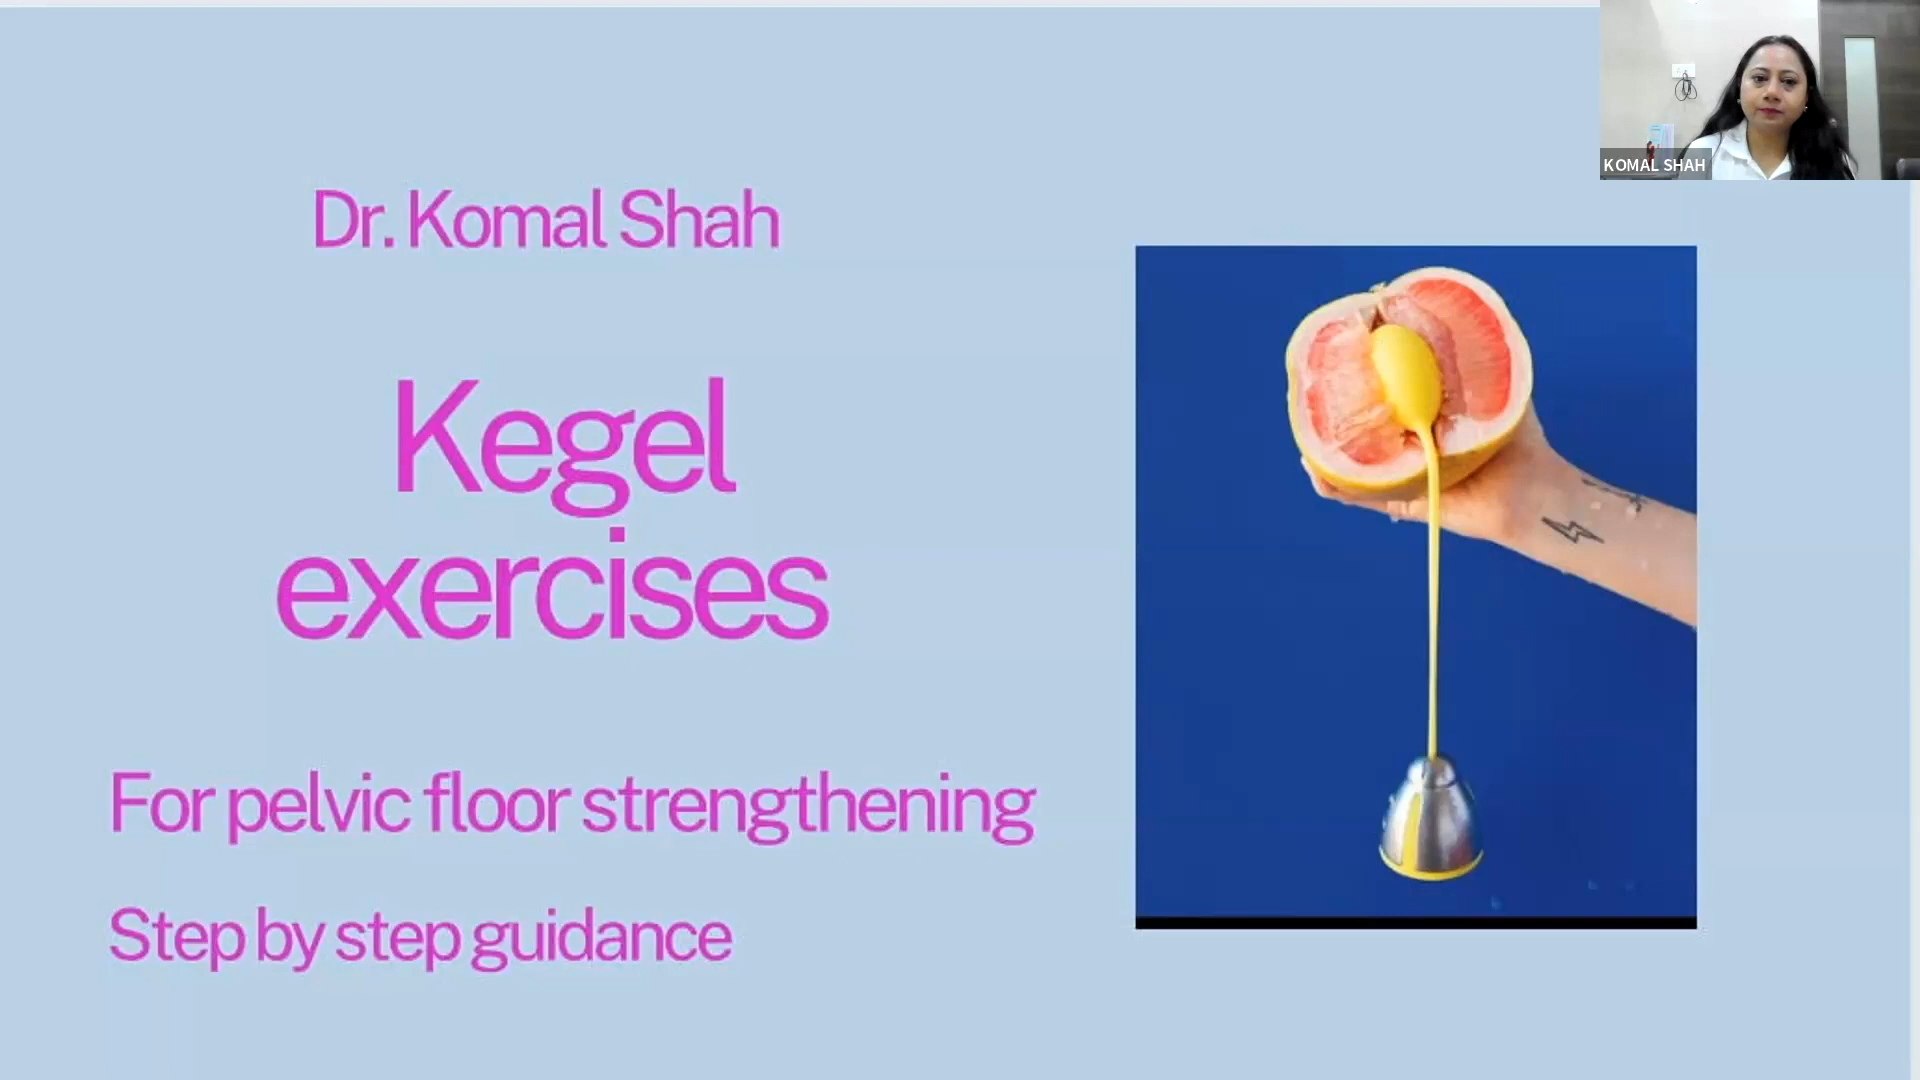 KOMAL SHAH
Dr. Komal Shah
Kegel
exercises
For pelvic floor strengthening
Step by step guidance